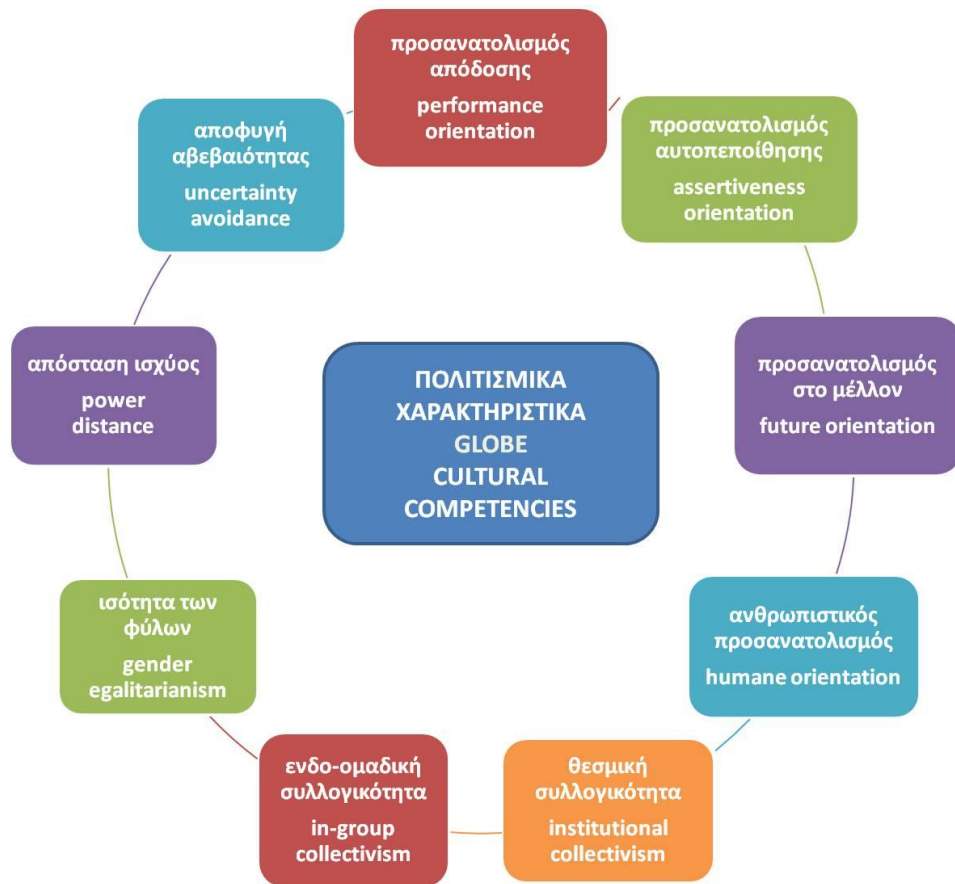 προσανατολισμός
απόδοσης
performance
orientation
προσανατολισμός
αυτοπεποίθησης
assertiveness
orientation
προσανατολισμός
στο μέλλον
future orientation
ανθρωπιστικός
προσανατολισμός
humane orientation
θεσμική
συλλογικότητα
institutional
collectivism
ενδο-ομαδική
συλλογικότητα
in-group
collectivism
ισότητα των
φύλων
gender
egalitarianism
απόσταση ισχύος
power
distance
αποφυγή
αβεβαιότητας
uncertainty
avoidance
ΠΟΛΙΤΙΣΜΙΚΑ
ΧΑΡΑΚΤΗΡΙΣΤΙΚΑ
GLOBE
CULTURAL
COMPETENCIES